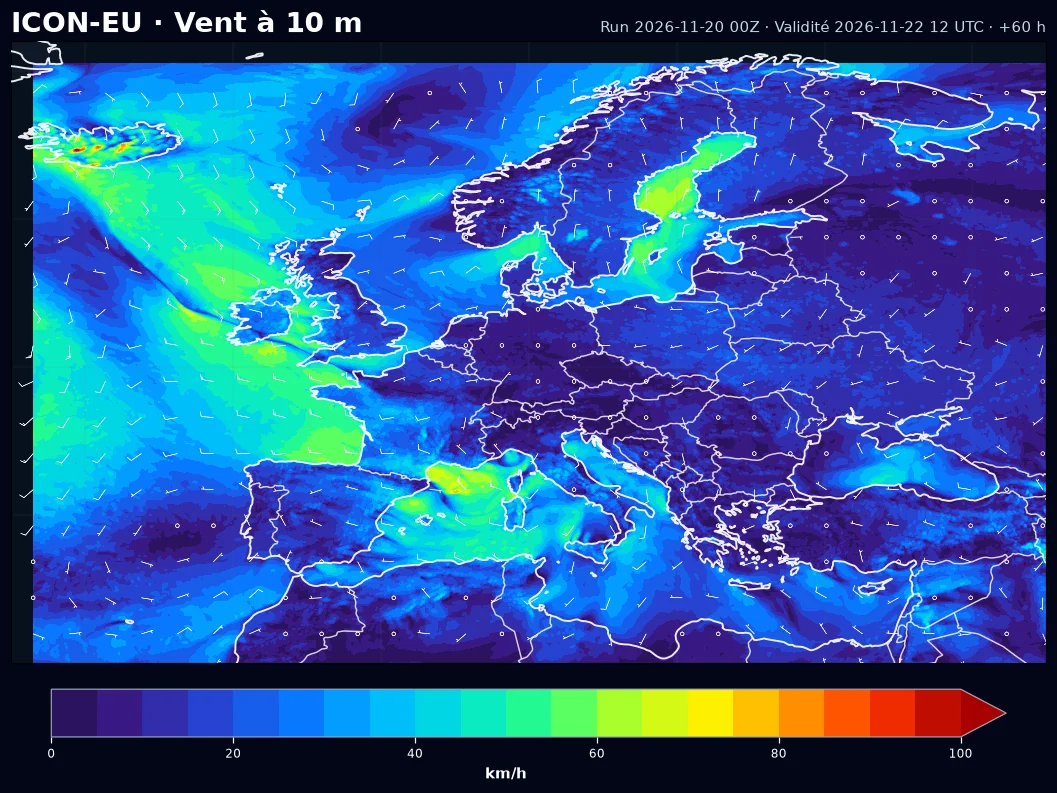 ICON-EU · Vent à 10 m
Run 2026-11-20 00Z · Validité 2026-11-22 12 UTC · +60 h
0 20 40 60 80 100
km/h